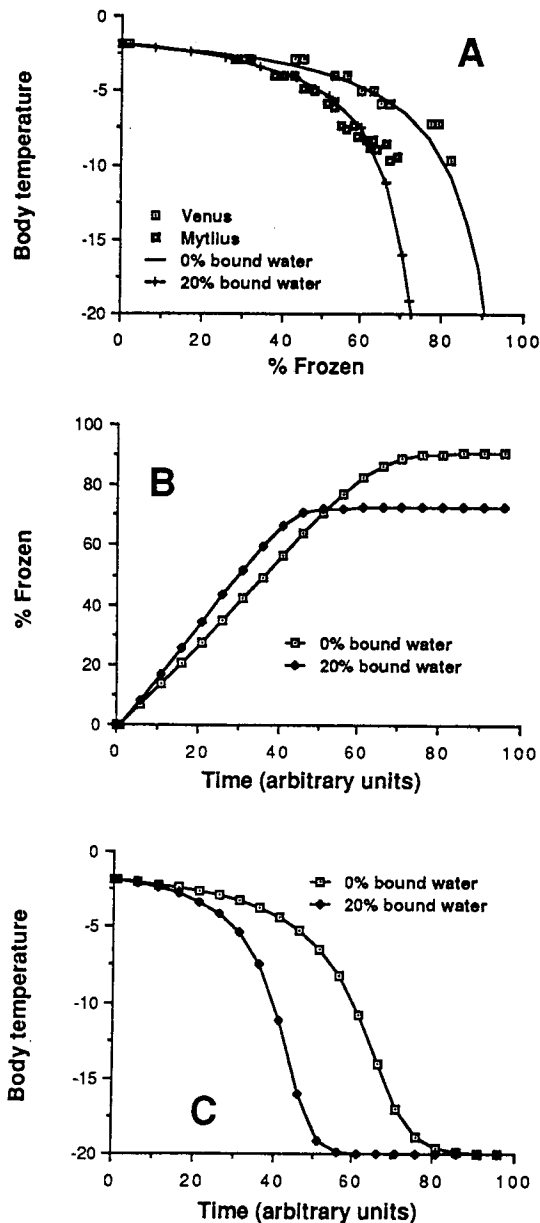 0
A
-5
Body temperature
-10
Venus
Mytilus
-15
0% bound water
20% bound water
-20
0 20 40 60 80 100
% Frozen
100
B
80
60
% Frozen
40
0% bound water
20% bound water
20
0
0 20 40 60 80 100
Time (arbitrary units)
0
0% bound water
20% bound water
-5
Body temperature
-10
-15
C
-20
0 20 40 60 80 100
Time (arbitrary units)